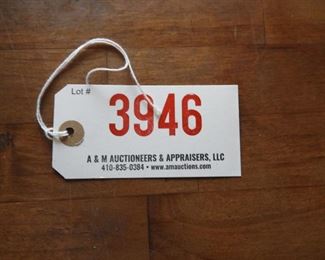 Lot #
3946
A & M AUCTIONEERS & APPRAISERS, LLC
410-835-0384 • www.amauctions.com